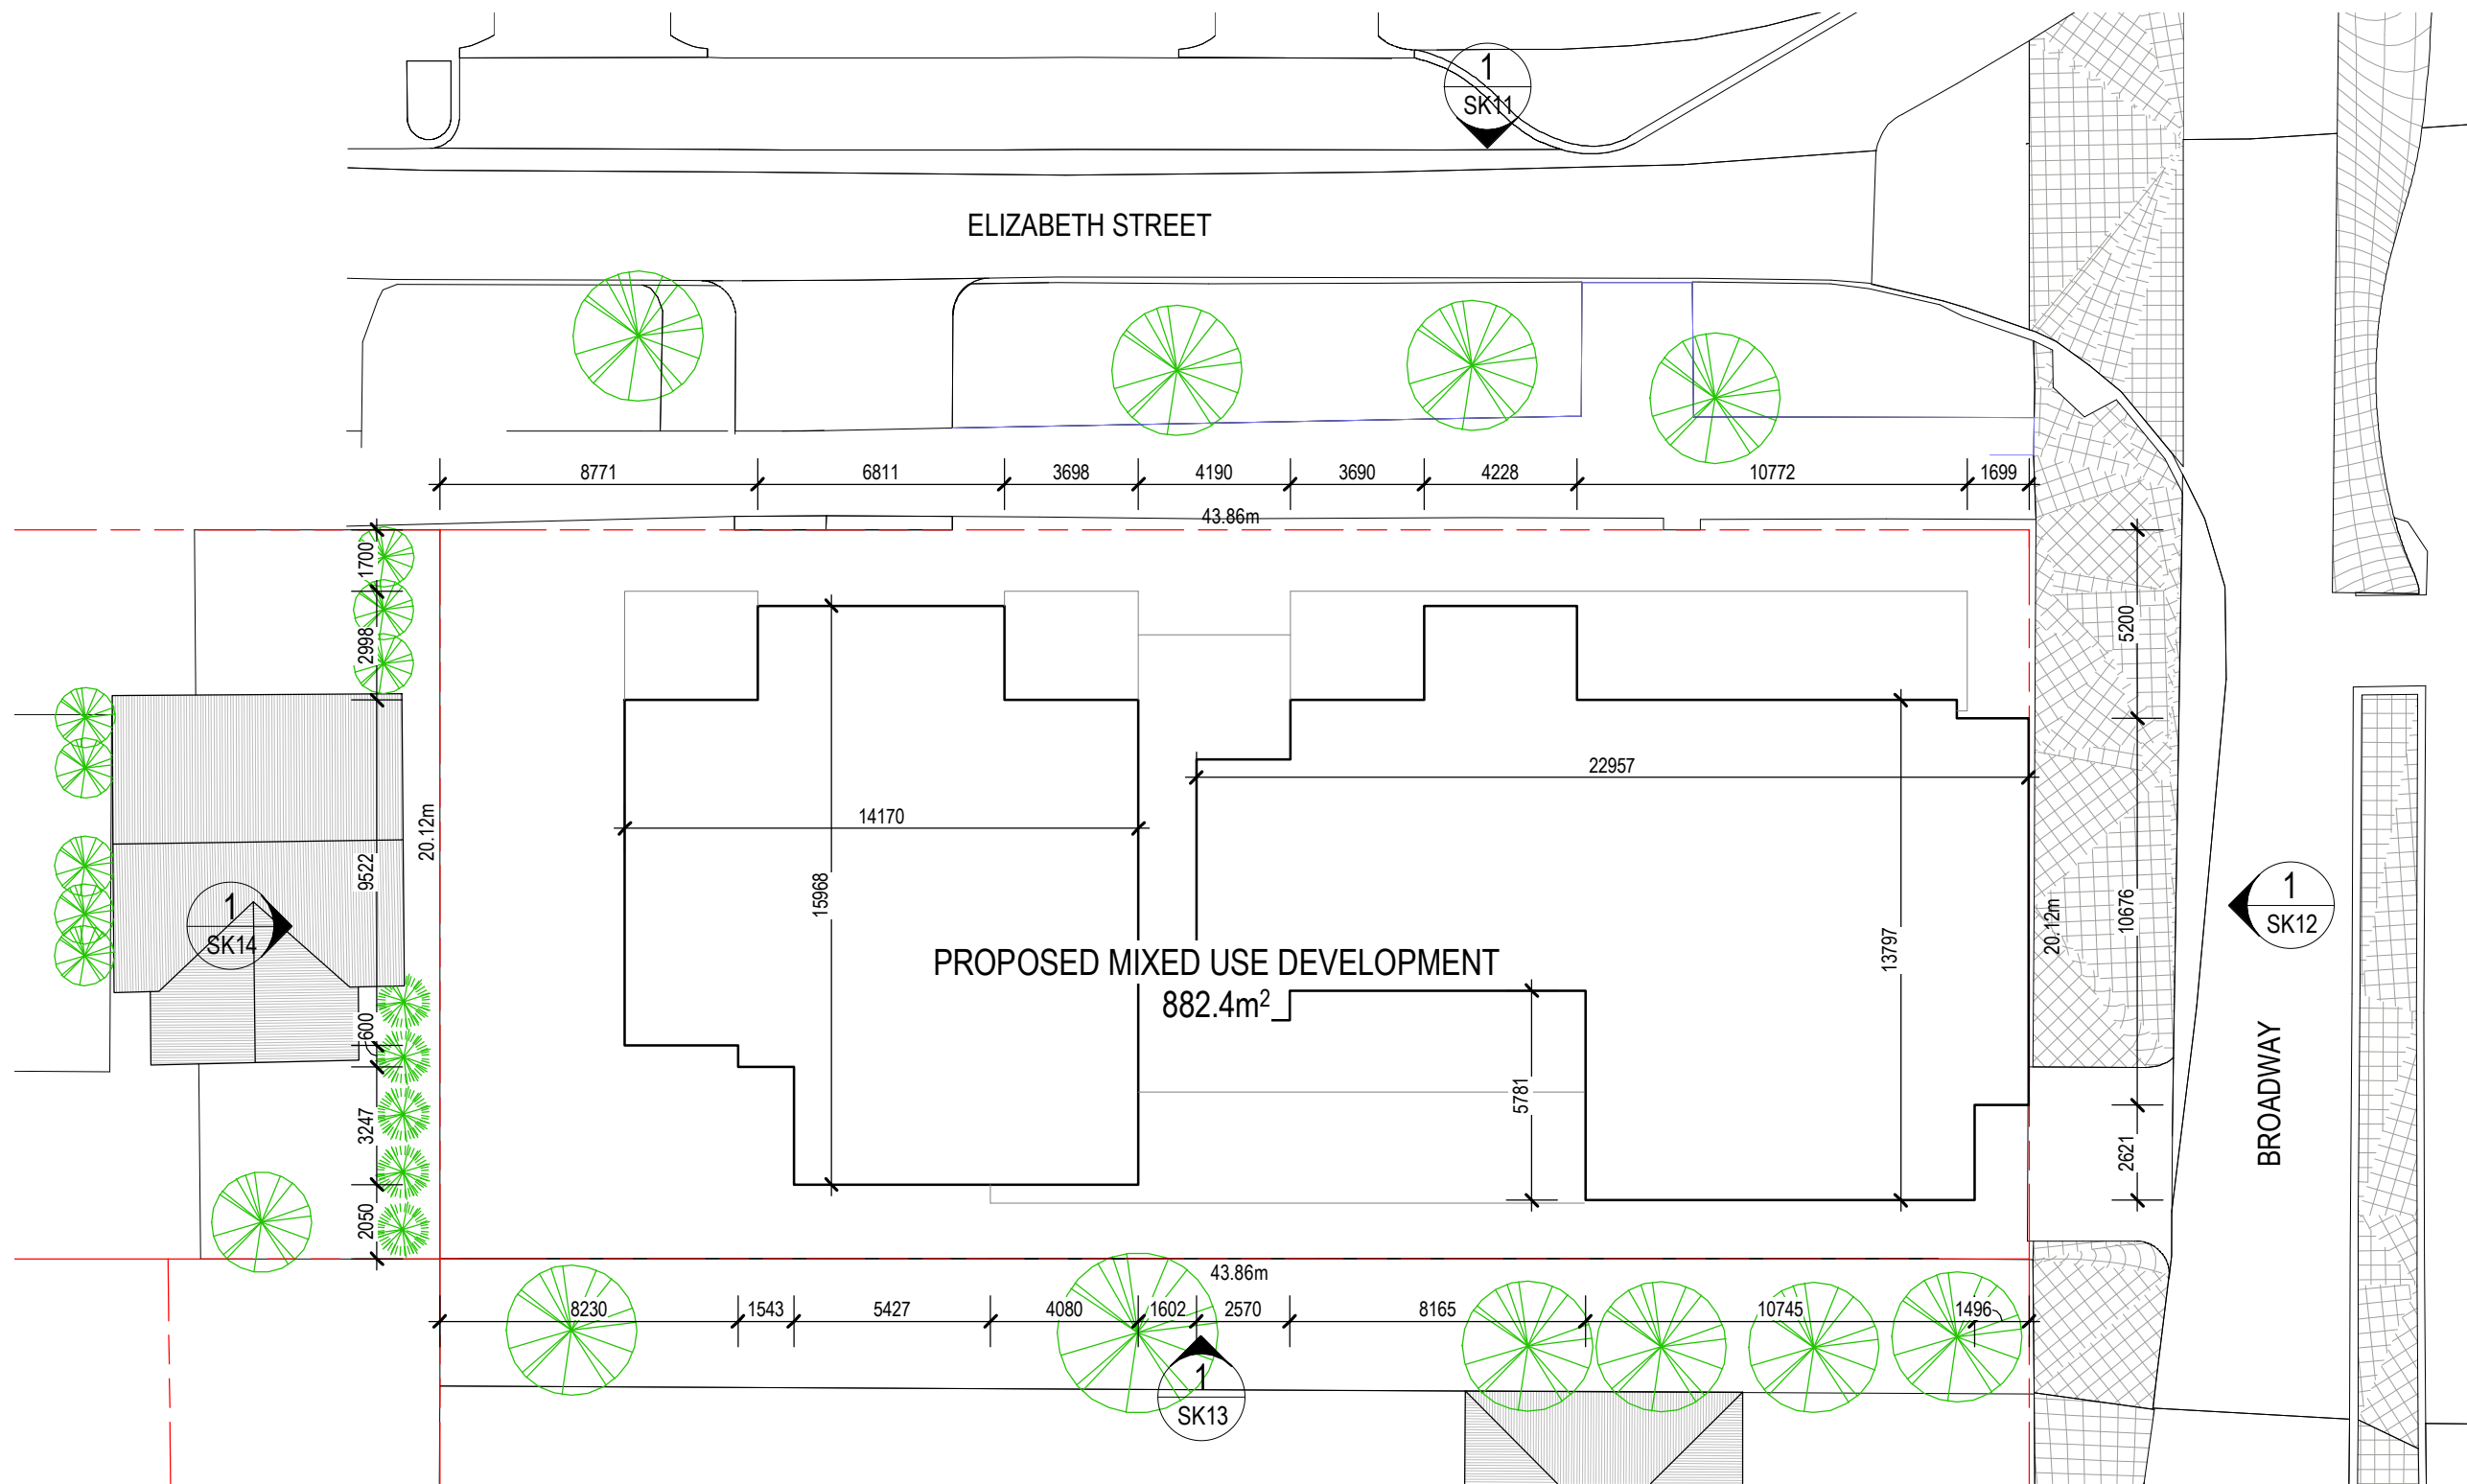 1
SK11
ELIZABETH STREET
8771
6811
3698
4190
3690
4228
10772
1699
43.86m
1700
2998
9522
600
3247
2050
20.12m
5200
10676
2621
20.12m
22957
14170
15968
13797
5781
1
SK14
1
SK12
PROPOSED MIXED USE DEVELOPMENT
882.4m²
BROADWAY
43.86m
8230
1543
5427
4080
1602
2570
8165
10745
1496
1
SK13